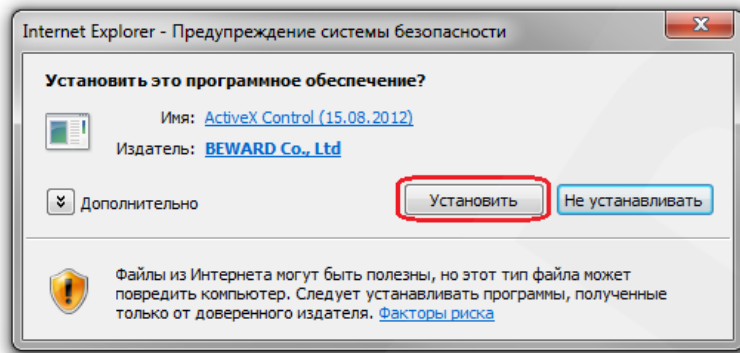 Internet Explorer - Предупреждение системы безопасности
Установить это программное обеспечение?
Имя: ActiveX Control (15.08.2012)
Издатель: BEWARD Co., Ltd
Дополнительно
Установить
Не устанавливать
Файлы из Интернета могут быть полезны, но этот тип файла может
повредить компьютер. Следует устанавливать программы, полученные
только от доверенного издателя. Факторы риска